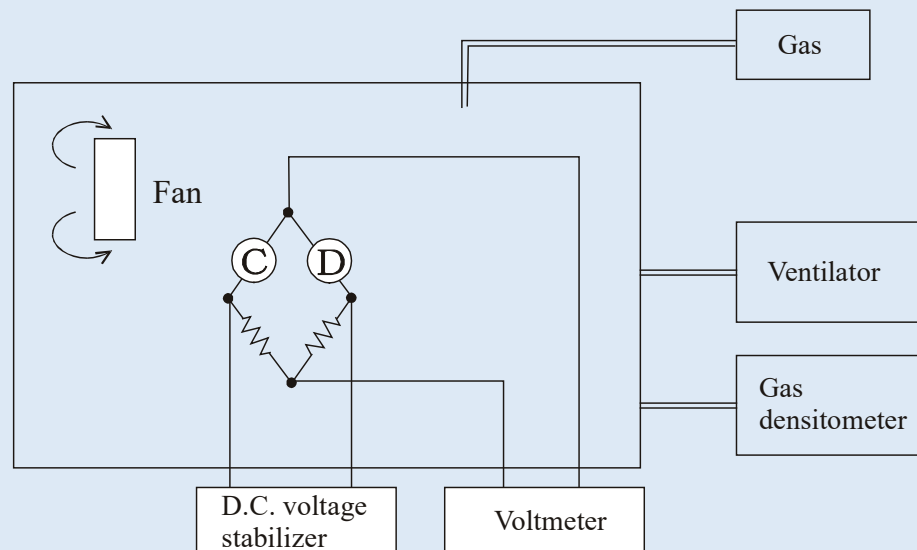 Gas
Fan
C
D
Ventilator
Gas
densitometer
D.C. voltage
stabilizer
Voltmeter